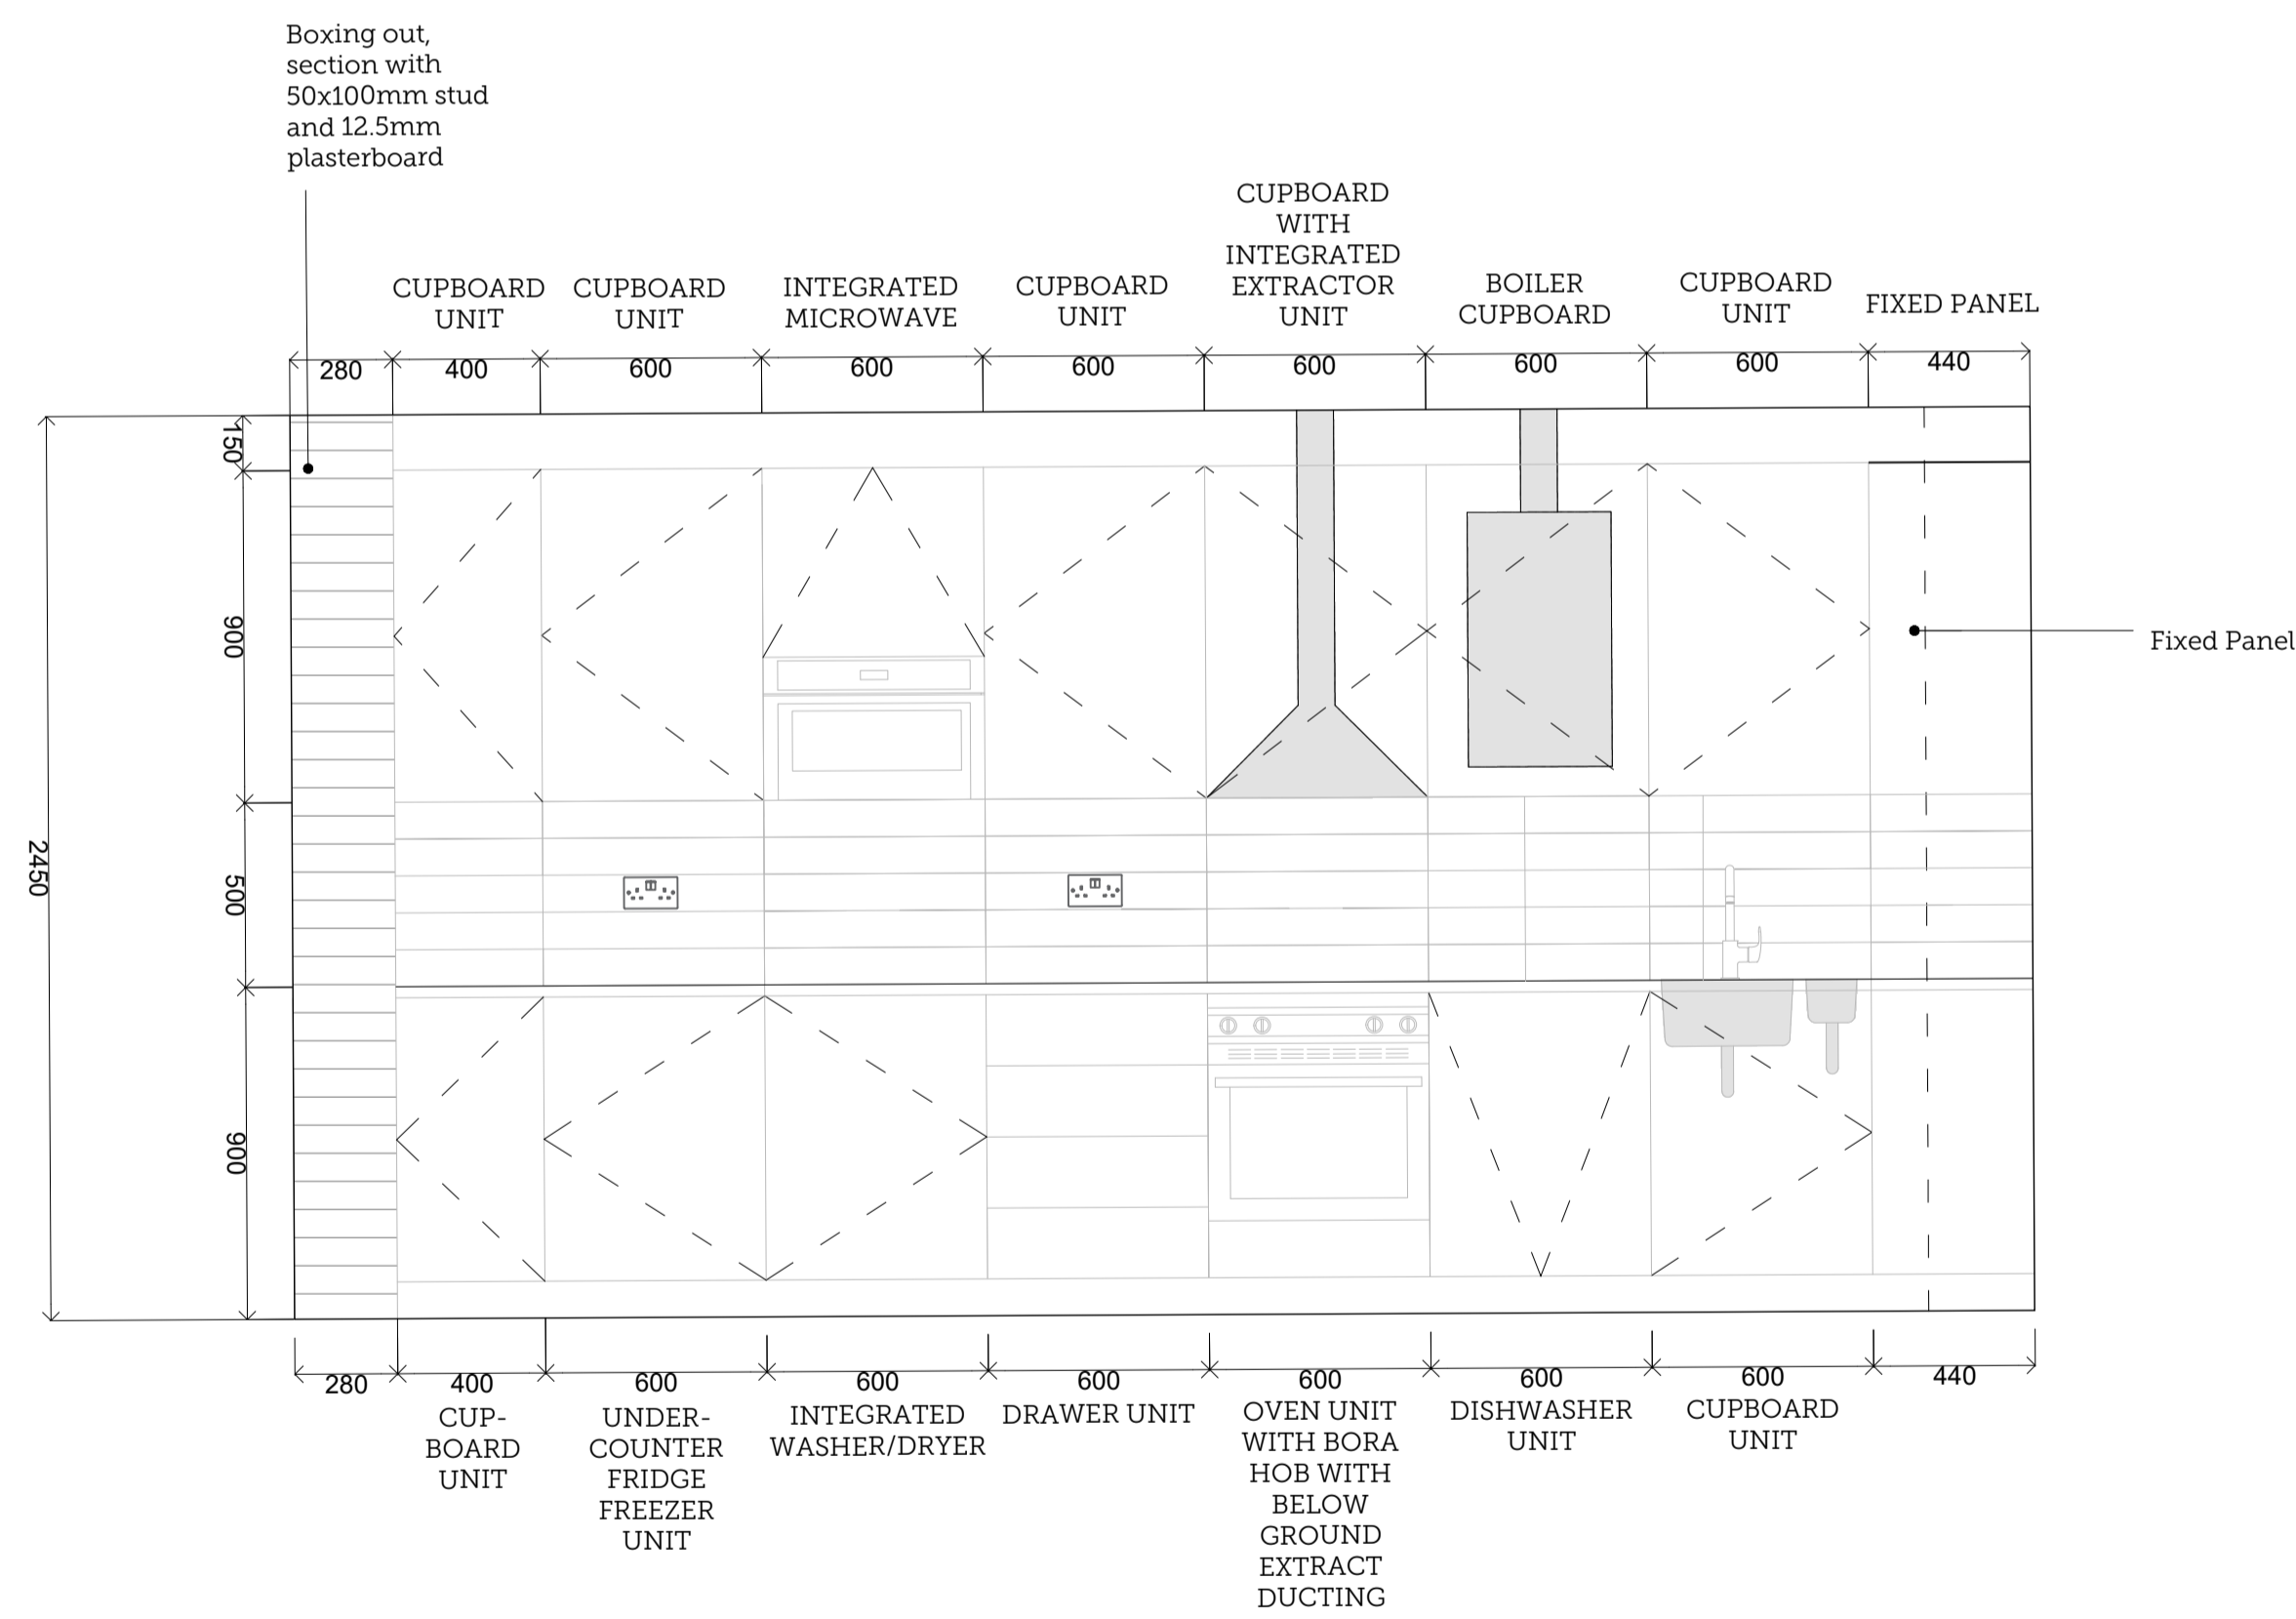 Boxing out,
section with
50x100mm stud
and 12.5mm
plasterboard
CUPBOARD
UNIT
CUPBOARD
UNIT
INTEGRATED
MICROWAVE
CUPBOARD
UNIT
CUPBOARD
WITH
INTEGRATED
EXTRACTOR
UNIT
BOILER
CUPBOARD
CUPBOARD
UNIT
FIXED PANEL
280
400
600
600
600
600
600
600
440
150
900
500
900
2450
Fixed Panel
280
400
600
600
600
600
600
600
440
CUP-
BOARD
UNIT
UNDER-
COUNTER
FRIDGE
FREEZER
UNIT
INTEGRATED
WASHER/DRYER
DRAWER UNIT
OVEN UNIT
WITH BORA
HOB WITH
BELOW
GROUND
EXTRACT
DUCTING
DISHWASHER
UNIT
CUPBOARD
UNIT